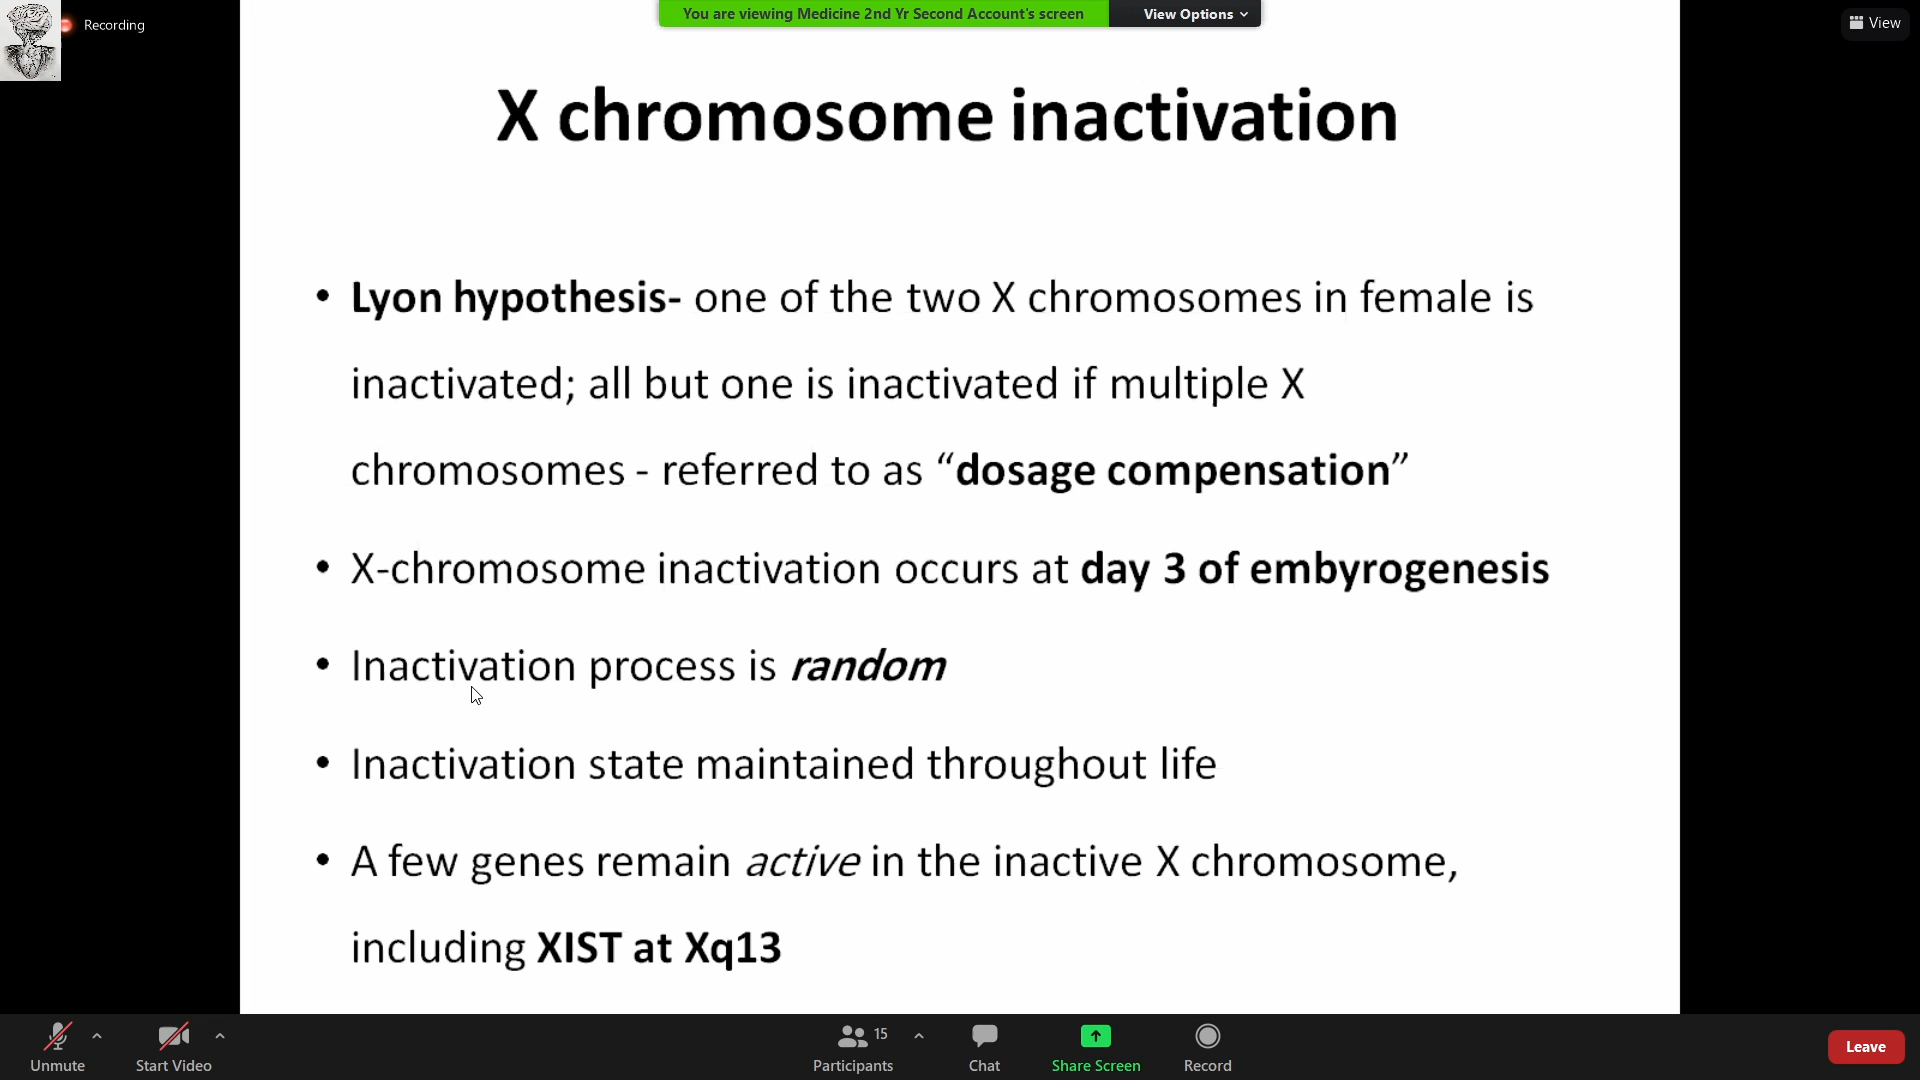 Recording
You are viewing Medicine 2nd Yr Second Account's screen
View Options
View
X chromosome inactivation
• Lyon hypothesis- one of the two X chromosomes in female is
inactivated; all but one is inactivated if multiple X
chromosomes - referred to as “dosage compensation”
• X-chromosome inactivation occurs at day 3 of embyrogenesis
• Inactivation process is random
• Inactivation state maintained throughout life
• A few genes remain active in the inactive X chromosome,
including XIST at Xq13
Unmute
Start Video
15
Participants
Chat
Share Screen
Record
Leave